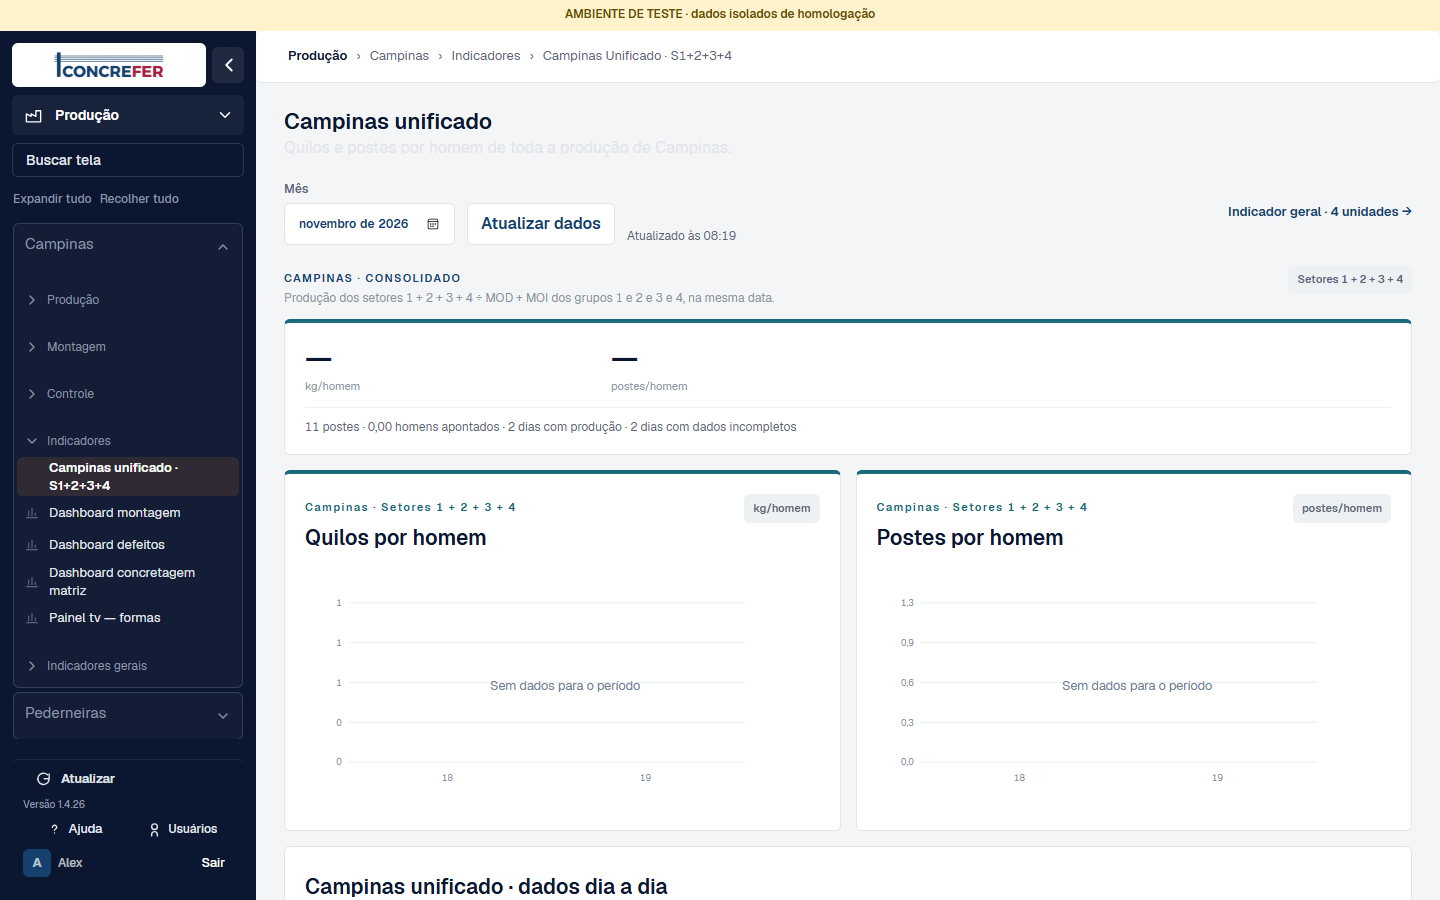 AMBIENTE DE TESTE · dados isolados de homologação
CONCREFER
Produção
Buscar tela
Expandir tudo Recolher tudo
Campinas
Produção
Montagem
Controle
Indicadores
Campinas unificado ·
S1+2+3+4
Dashboard montagem
Dashboard defeitos
Dashboard concretagem
matriz
Painel tv — formas
Indicadores gerais
Pederneiras
Atualizar
Versão 1.4.26
? Ajuda
Usuários
A Alex
Sair
Produção › Campinas › Indicadores › Campinas Unificado · S1+2+3+4
Campinas unificado
Quilos e postes por homem de toda a produção de Campinas.
Mês
novembro de 2026
Atualizar dados
Atualizado às 08:19
Indicador geral · 4 unidades →
CAMPINAS · CONSOLIDADO
Produção dos setores 1 + 2 + 3 + 4 ÷ MOD + MOI dos grupos 1 e 2 e 3 e 4, na mesma data.
Setores 1 + 2 + 3 + 4
—
kg/homem
—
postes/homem
11 postes · 0,00 homens apontados · 2 dias com produção · 2 dias com dados incompletos
Campinas · Setores 1 + 2 + 3 + 4
kg/homem
Quilos por homem
1
1
1
0
0
Sem dados para o período
18
19
Campinas · Setores 1 + 2 + 3 + 4
postes/homem
Postes por homem
1,3
0,9
0,6
0,3
0,0
Sem dados para o período
18
19
Campinas unificado · dados dia a dia